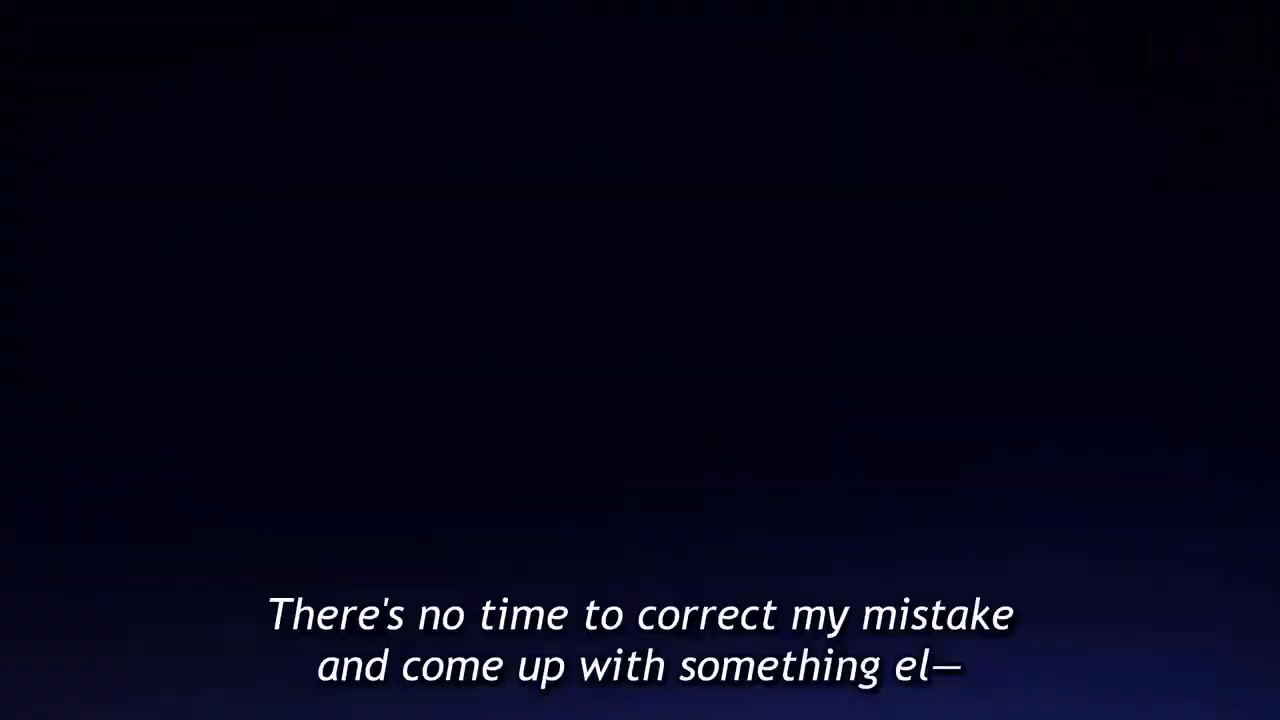 There's no time to correct my mistake
and come up with something el—